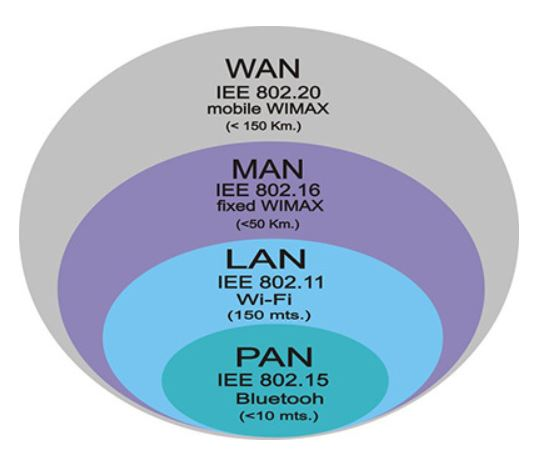 WAN
IEE 802.20
mobile WIMAX
(< 150 Km.)
MAN
IEE 802.16
fixed WIMAX
(<50 Km.)
LAN
IEE 802.11
Wi-Fi
(150 mts.)
PAN
IEE 802.15
Bluetooh
(<10 mts.)